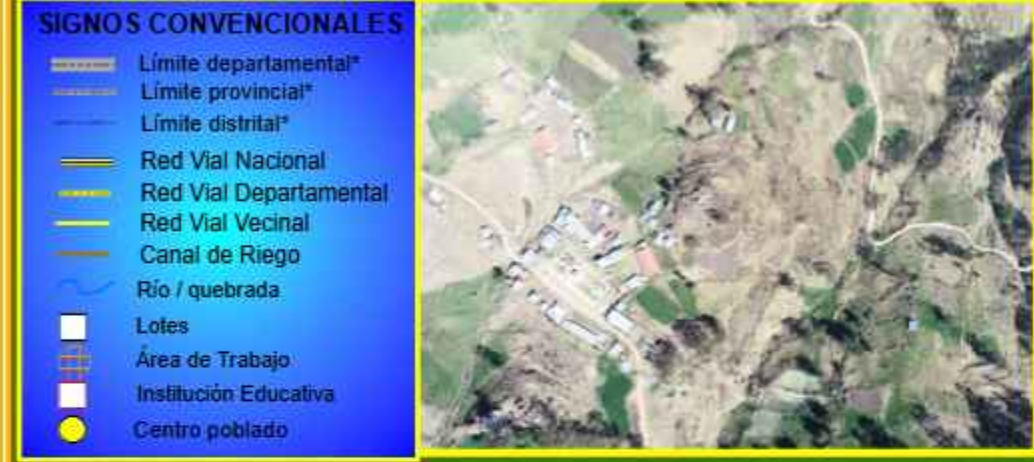 SIGNOS CONVENCIONALES
Límite departamental*
Límite provincial*
Límite distrital*
Red Vial Nacional
Red Vial Departamental
Red Vial Vecinal
Canal de Riego
Río / quebrada
Lotes
Área de Trabajo
Institución Educativa
Centro poblado